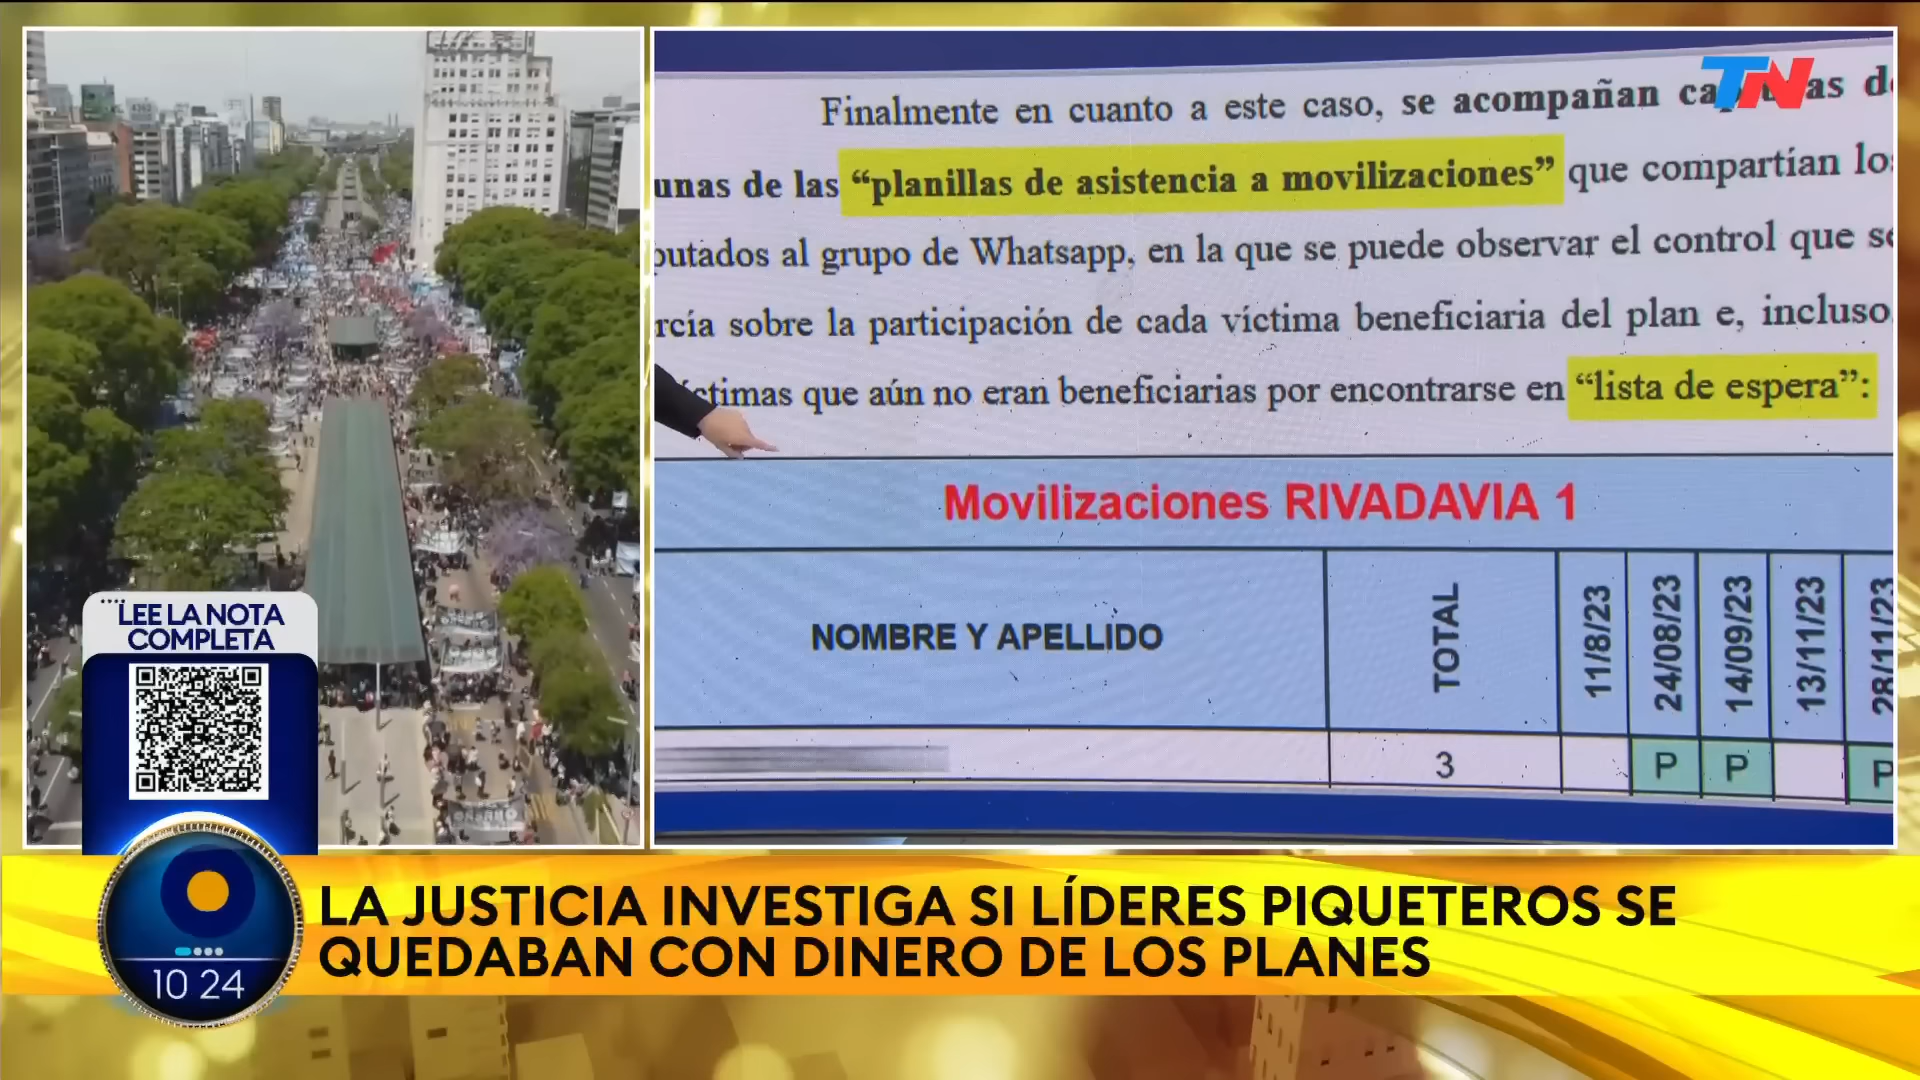 TN
Finalmente en cuanto a este caso, se acompañan
unas de las “planillas de asistencia a movilizaciones” que compartían
al grupo de Whatsapp, en la que se puede observar el control que
sobre la participación de cada víctima beneficiaria del plan e, incluso
que aún no eran beneficiarias por encontrarse en “lista de espera”:
Movilizaciones RIVADAVIA 1
NOMBRE Y APELLIDO
TOTAL
11/8/23
24/08/23
14/09/23
13/11/23
28/11/23
3
P
P
P
LEE LA NOTA
COMPLETA
LA JUSTICIA INVESTIGA SI LÍDERES PIQUETEROS SE
QUEDABAN CON DINERO DE LOS PLANES
10 24